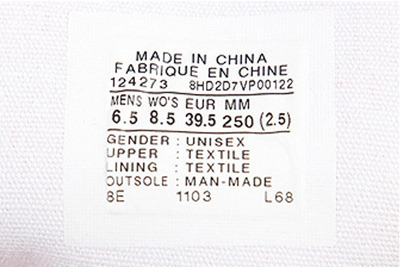 MADE IN CHINA
FABRIQUE EN CHINE
124273 8HD2D7VP00122
MENS WO'S EUR MM
6.5 8.5 39.5 250 (2.5)
GENDER : UNISEX
UPPER : TEXTILE
LINING : TEXTILE
OUTSOLE : MAN-MADE
8E 1103 L68